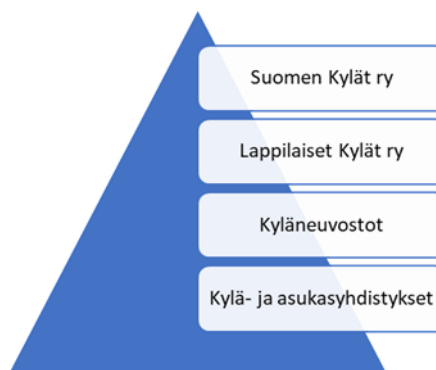 Suomen Kylät ry
Lappilaiset Kylät ry
Kyläneuvostot
Kylä- ja asukasyhdistykset